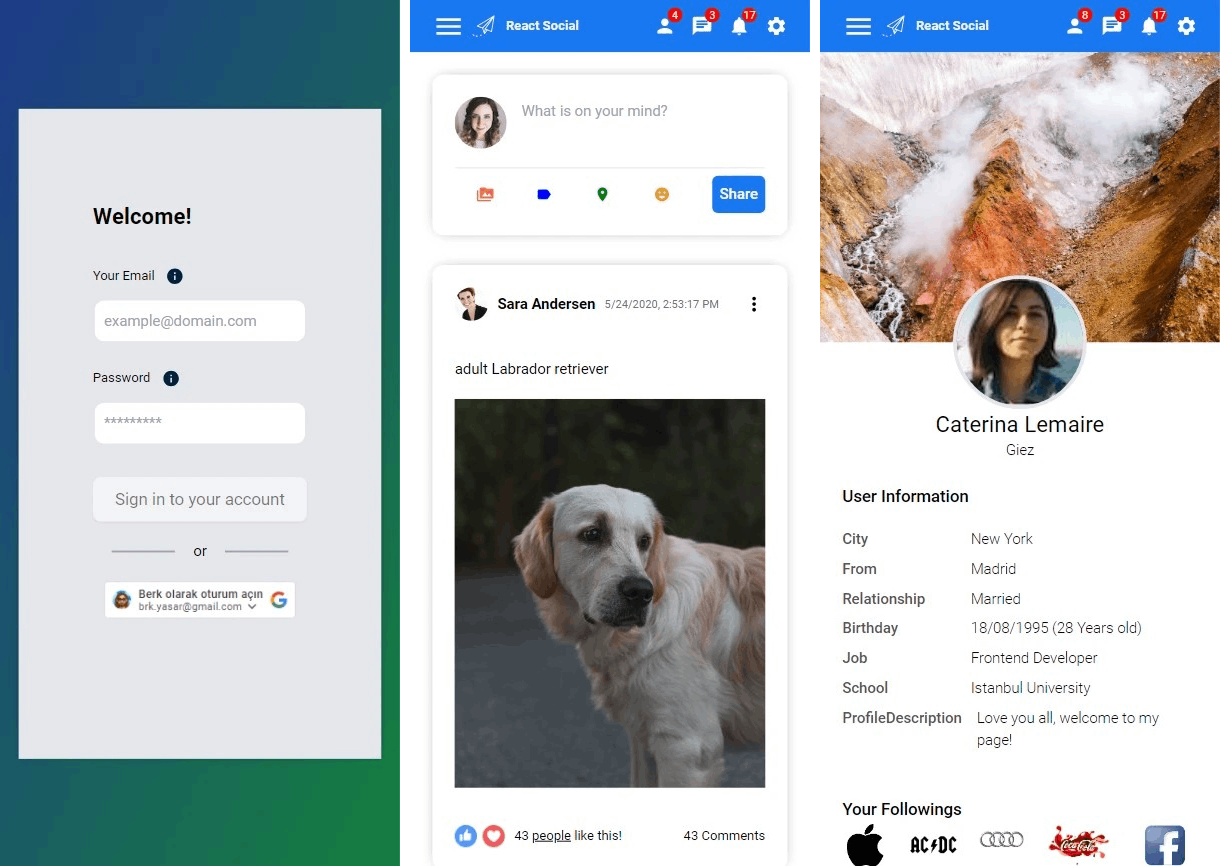 Welcome!
Your Email
example@domain.com
Password
*********
Sign in to your account
or
Berk olarak oturum açın
brk.yasar@gmail.com
React Social
4
3
17
What is on your mind?
Share
Sara Andersen 5/24/2020, 2:53:17 PM
adult Labrador retriever
43 people like this!
43 Comments
React Social
8
3
17
Caterina Lemaire
Giez
User Information
City New York
From Madrid
Relationship Married
Birthday 18/08/1995 (28 Years old)
Job Frontend Developer
School Istanbul University
ProfileDescription Love you all, welcome to my
page!
Your Followings
AC/DC
Coca-Cola
f